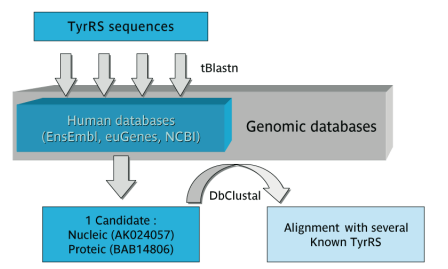 TyrRS sequences
tBlastn
Human databases
(EnsEmbl, euGenes, NCBI)
Genomic databases
DbClustal
1 Candidate :
Nucleic (AK024057)
Proteic (BAB14806)
Alignment with several
Known TyrRS